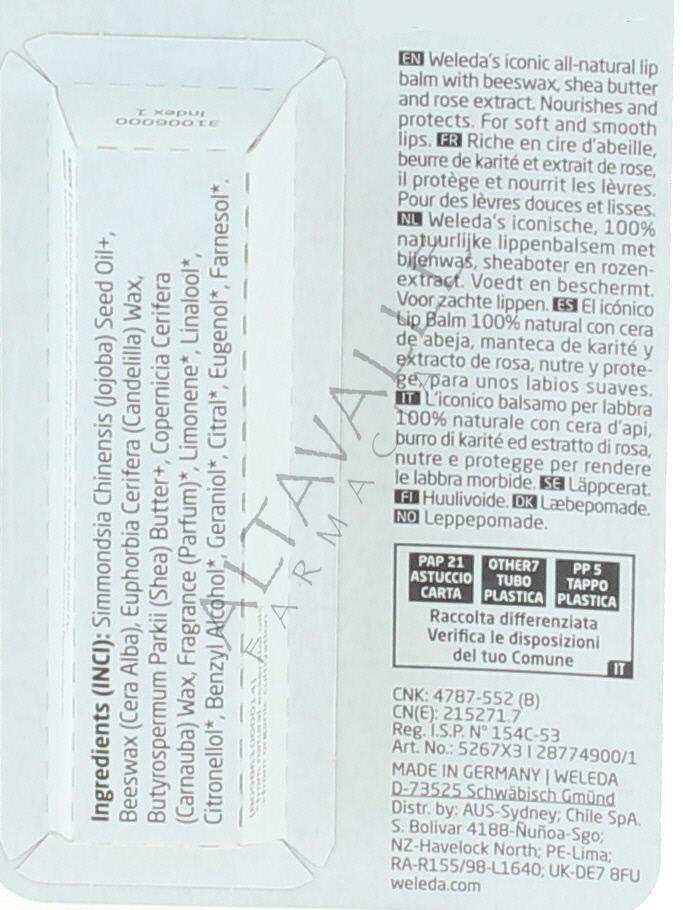 31006000
Index 1
Ingredients (INCI): Simmondsia Chinensis (Jojoba) Seed Oil+,
Beeswax (Cera Alba), Euphorbia Cerifera (Candelilla) Wax,
Butyrospermum Parkii (Shea) Butter+, Copernicia Cerifera
(Carnauba) Wax, Fragrance (Parfum)*, Limonene*, Linalool*,
Citronellol*, Benzyl Alcohol*, Geraniol*, Citral*, Eugenol*, Farnesol*.
EN Weleda's iconic all-natural lip
balm with beeswax, shea butter
and rose extract. Nourishes and
protects. For soft and smooth
lips. FR Riche en cire d'abeille,
beurre de karité et extrait de rose,
il protège et nourrit les lèvres.
Pour des lèvres douces et lisses.
NL Weleda's iconische, 100%
natuurlijke lippenbalsem met
bijenwas, sheaboter en rozen-
extract. Voedt en beschermt.
Voor zachte lippen. ES El icónico
Lip Balm 100% natural con cera
de abeja, manteca de karité y
extracto de rosa, nutre y prote-
ge, para unos labios suaves.
IT L'iconico balsamo per labbra
100% naturale con cera d'api,
burro di karité ed estratto di rosa,
nutre e protegge per rendere
le labbra morbide. SE Läppcerat.
FI Huulivoide. DK Læbepomade.
NO Leppepomade.
PAP 21 ASTUCCIO CARTA
OTHER7 TUBO PLASTICA
PP 5 TAPPO PLASTICA
Raccolta differenziata
Verifica le disposizioni
del tuo Comune
IT
CNK: 4787-552 (B)
CN(E): 215271.7
Reg. I.S.P. N° 154C-53
Art. No.: 5267X3 | 28774900/1
MADE IN GERMANY | WELEDA
D-73525 Schwäbisch Gmünd
Distr. by: AUS-Sydney; Chile SpA.
S. Bolivar 4188-Ñuñoa-Sgo;
NZ-Havelock North; PE-Lima;
RA-R155/98-L1640; UK-DE7 8FU
weleda.com
ALTAVALLE
FARMACIA